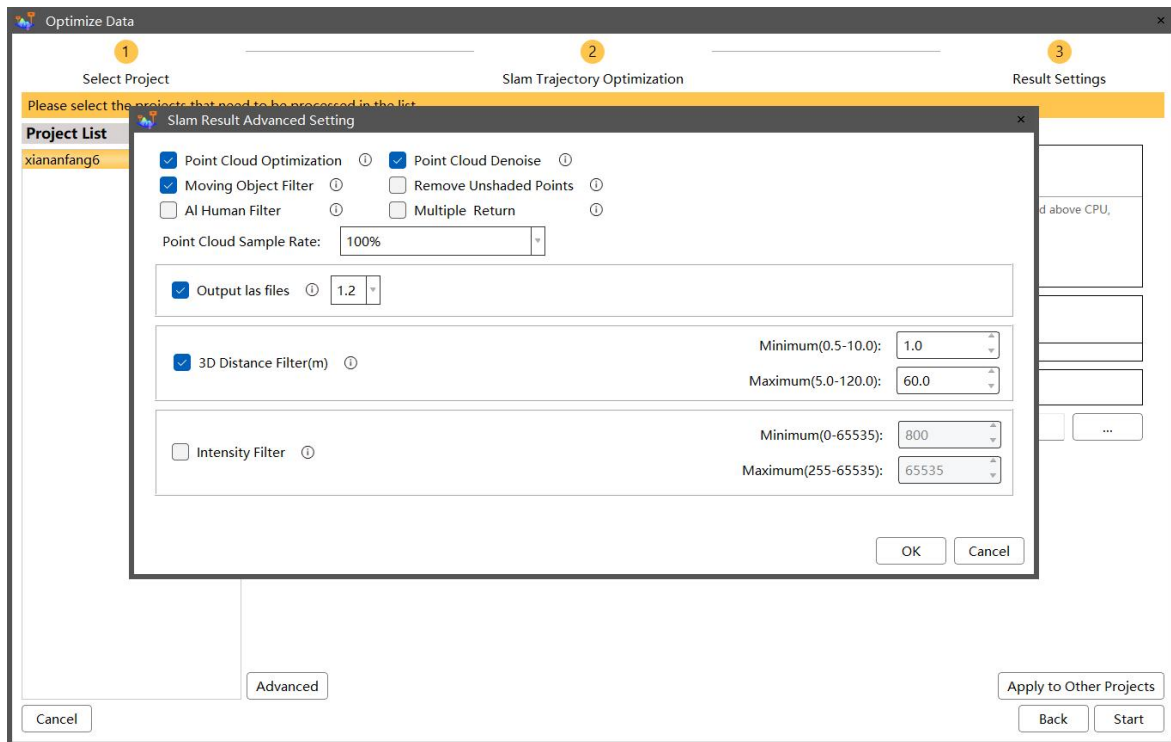 Optimize Data
1
2
3
Select Project
Slam Trajectory Optimization
Result Settings
Please select the projects that need to be processed in the list
Project List
xiananfang6
Slam Result Advanced Setting
Point Cloud Optimization
Point Cloud Denoise
Moving Object Filter
Remove Unshaded Points
AI Human Filter
Multiple Return
d above CPU,
Point Cloud Sample Rate: 100%
Output las files 1.2
3D Distance Filter(m)
Minimum(0.5-10.0): 1.0
Maximum(5.0-120.0): 60.0
Intensity Filter
Minimum(0-65535): 800
Maximum(255-65535): 65535
...
OK
Cancel
Advanced
Apply to Other Projects
Cancel
Back
Start